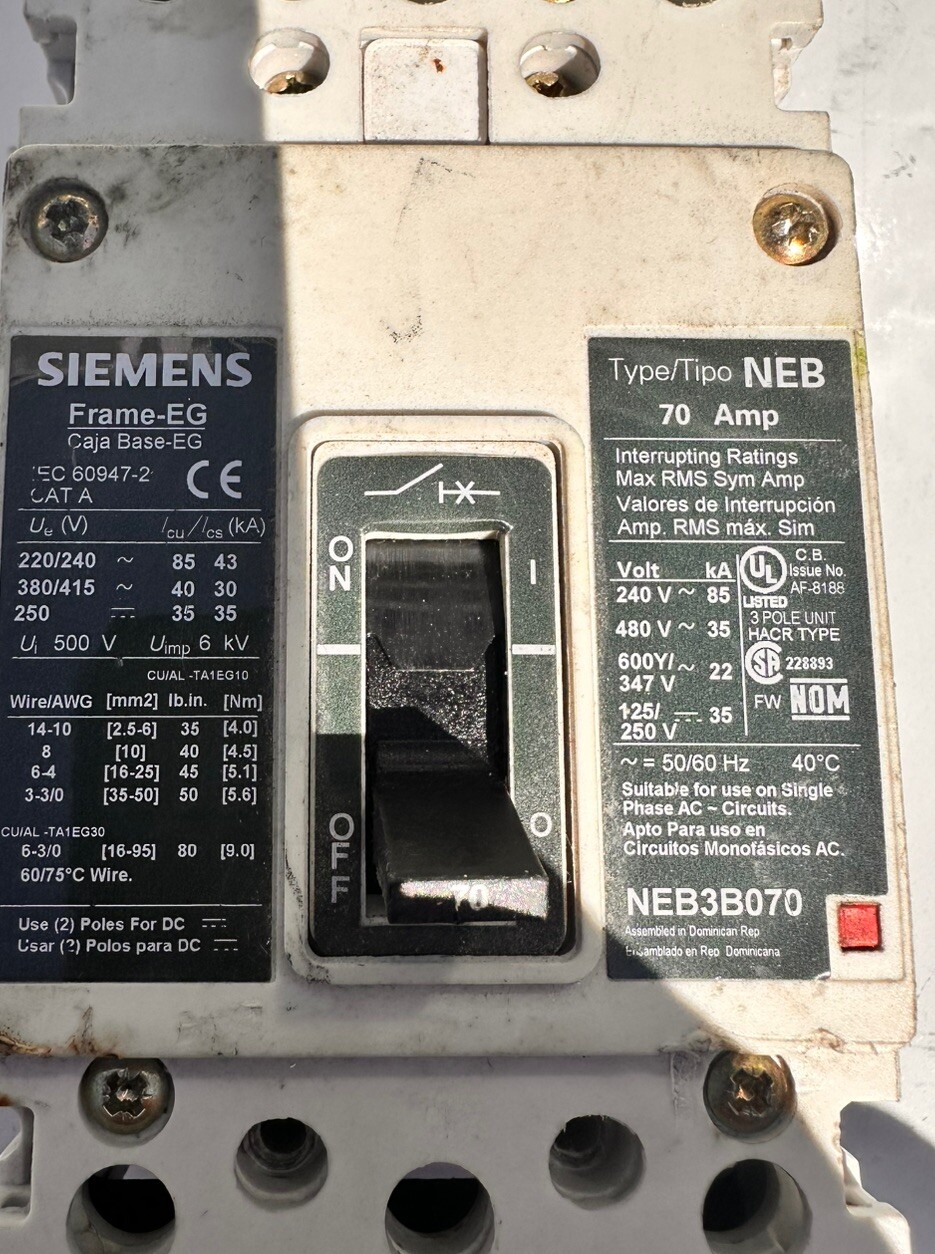 SIEMENS
Frame-EG
Caja Base-EG
IEC 60947-2
CAT A
CE
Ue (V) Icu / Ics (kA)
220/240 ~ 85 43
380/415 ~ 40 30
250 ⎓ 35 35
Ui 500 V Uimp 6 kV
CU/AL -TA1EG10
Wire/AWG [mm2] lb.in. [Nm]
14-10 [2.5-6] 35 [4.0]
8 [10] 40 [4.5]
6-4 [16-25] 45 [5.1]
3-3/0 [35-50] 50 [5.6]
CU/AL -TA1EG30
6-3/0 [16-95] 80 [9.0]
60/75°C Wire.
Use (2) Poles For DC ⎓
Usar (2) Polos para DC ⎓
ON
I
OFF
O
70
Type/Tipo NEB
70 Amp
Interrupting Ratings
Max RMS Sym Amp
Valores de Interrupción
Amp. RMS máx. Sim
Volt kA
240 V ~ 85
480 V ~ 35
600Y/
347 V ~ 22
125/
250 V ⎓ 35
UL
LISTED
C.B.
Issue No.
AF-8188
3 POLE UNIT
HACR TYPE
SA 228893
FW NOM
~ = 50/60 Hz 40°C
Suitable for use on Single
Phase AC ~ Circuits.
Apto Para uso en
Circuitos Monofásicos AC.
NEB3B070
Assembled in Dominican Rep
Ensamblado en Rep Dominicana